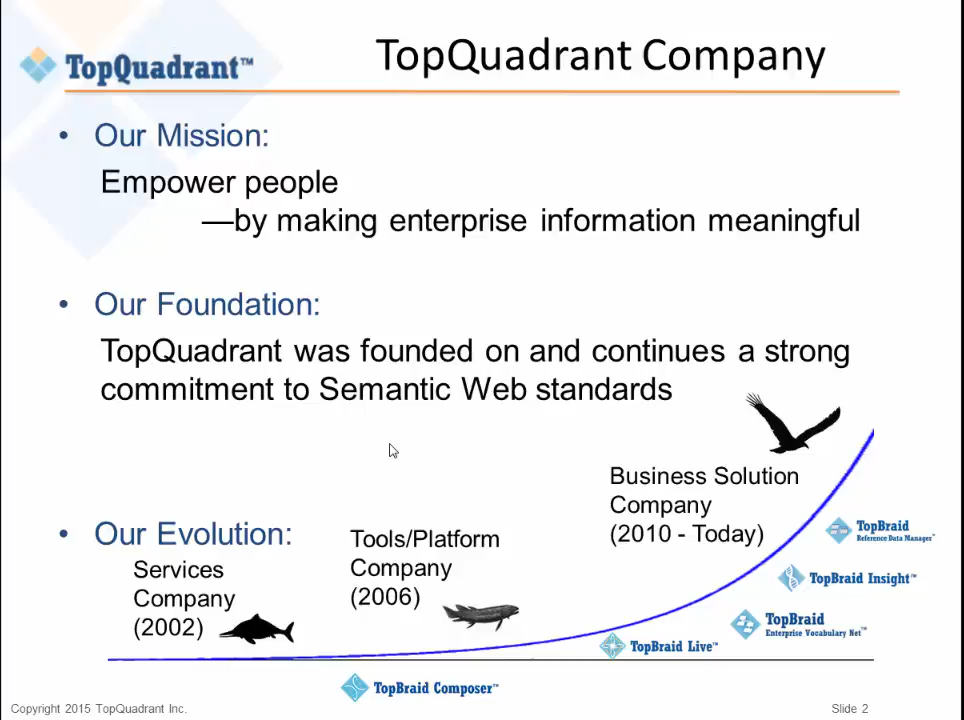 TopQuadrant™
TopQuadrant Company
• Our Mission:
Empower people
—by making enterprise information meaningful
• Our Foundation:
TopQuadrant was founded on and continues a strong
commitment to Semantic Web standards
• Our Evolution:
Services
Company
(2002)
Tools/Platform
Company
(2006)
Business Solution
Company
(2010 - Today)
TopBraid
Reference Data Manager™
TopBraid Insight™
TopBraid
Enterprise Vocabulary Net™
TopBraid Live™
TopBraid Composer™
Copyright 2015 TopQuadrant Inc.
Slide 2